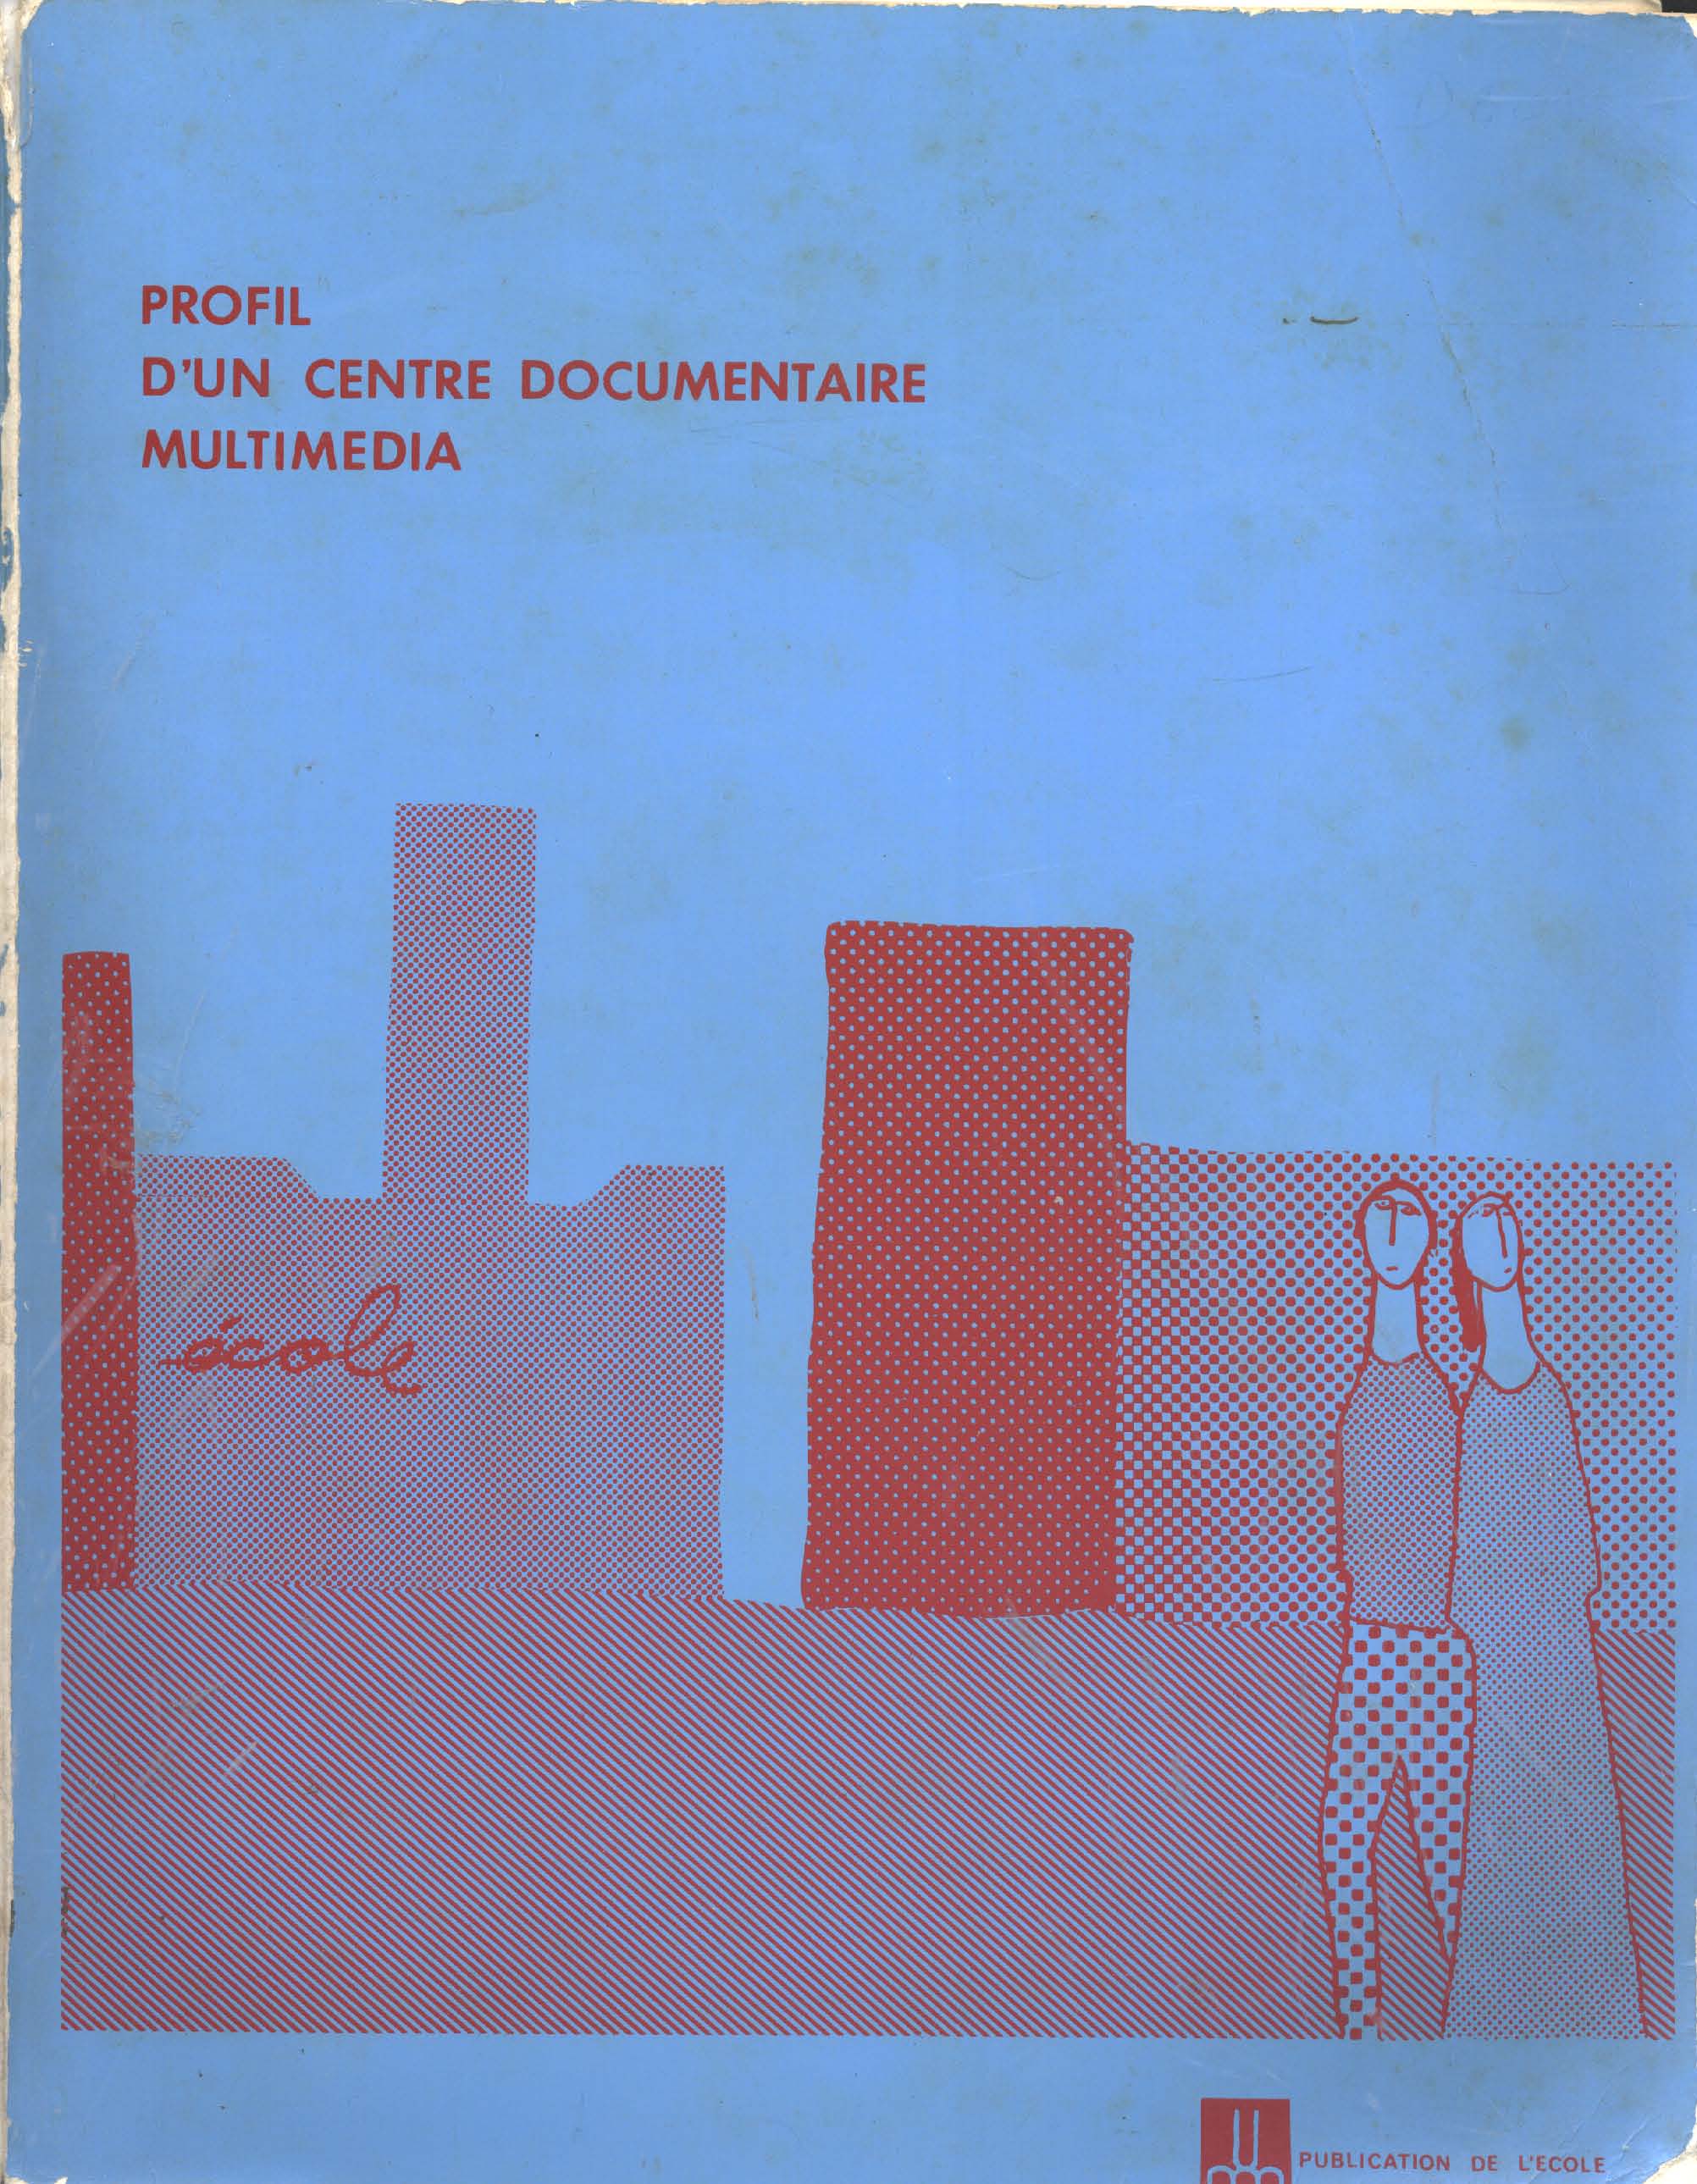 PROFIL
D'UN CENTRE DOCUMENTAIRE
MULTIMEDIA
école
PUBLICATION DE L'ECOLE